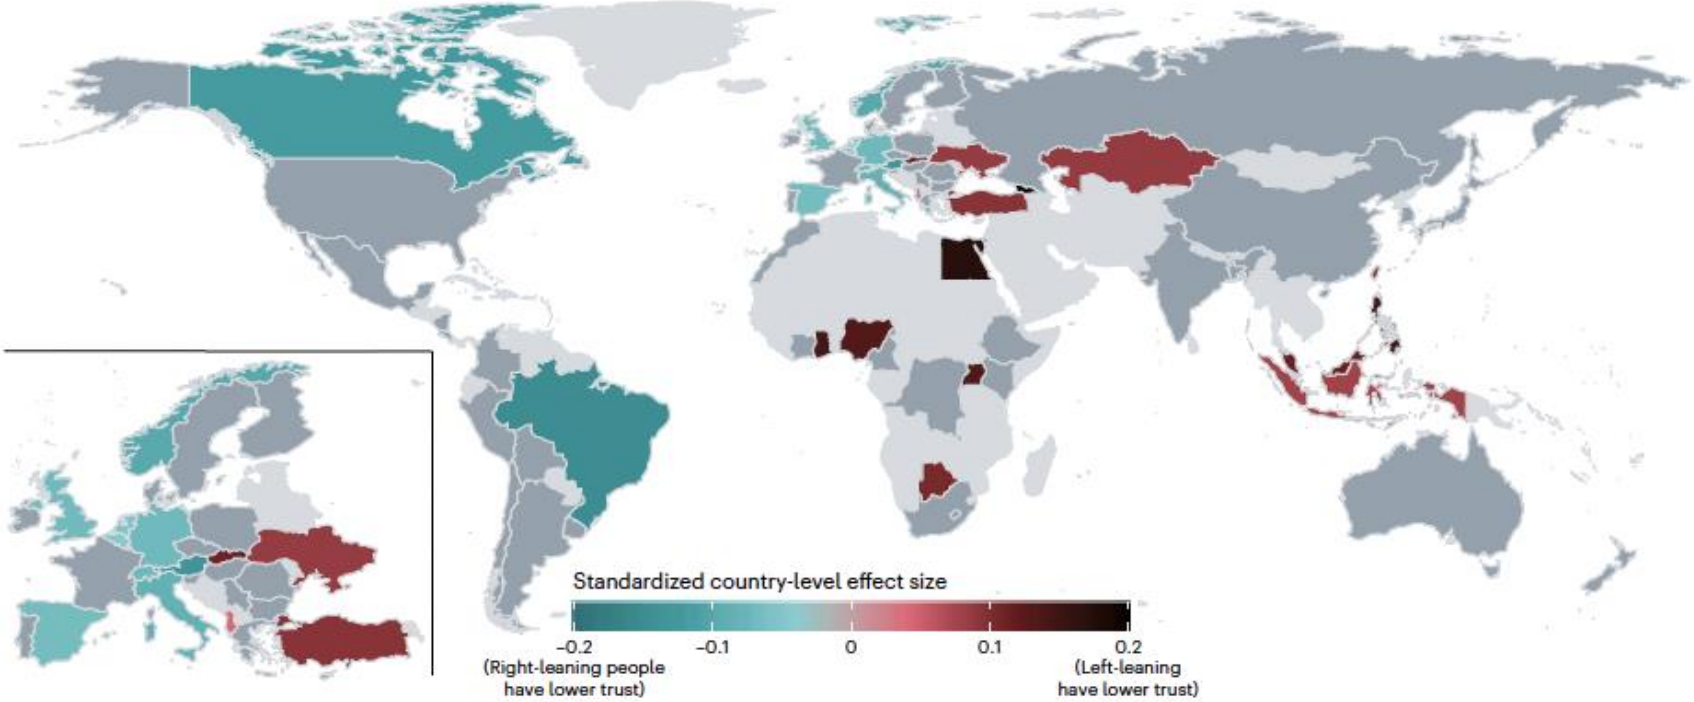 Standardized country-level effect size
−0.2 −0.1 0 0.1 0.2
(Right-leaning people (Left-leaning
have lower trust) have lower trust)